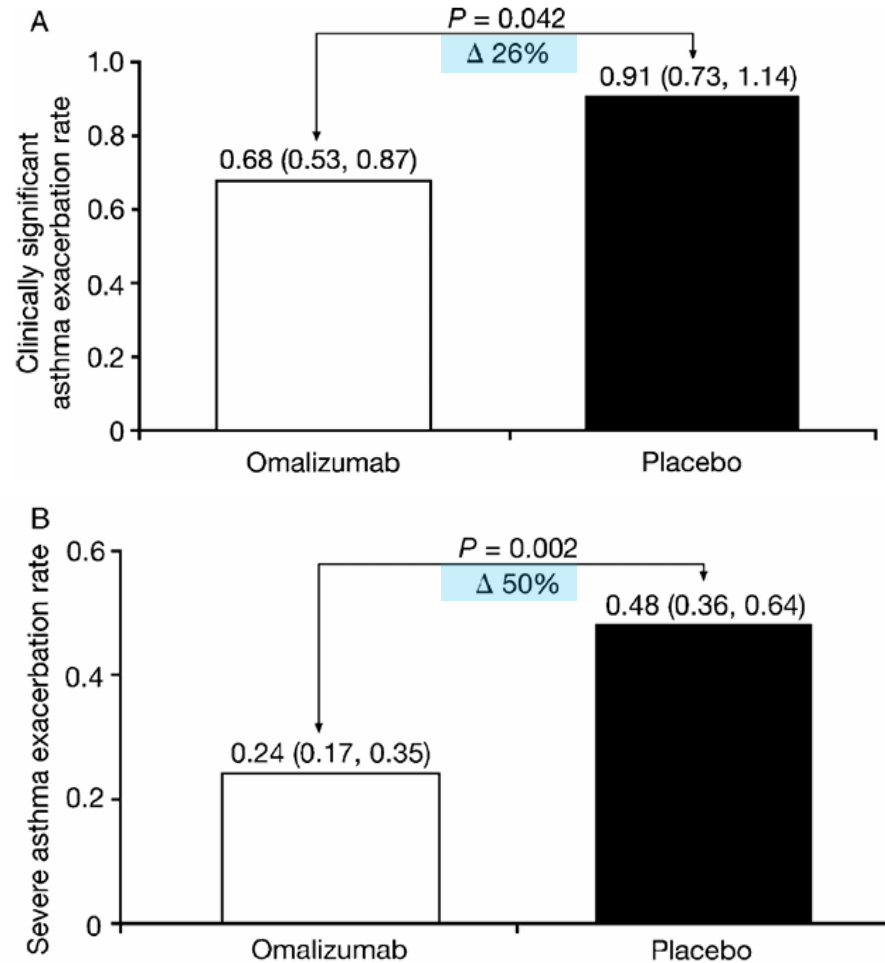 A
P = 0.042
Δ 26%
0.91 (0.73, 1.14)
0.68 (0.53, 0.87)
Clinically significant
asthma exacerbation rate
1.0
0.8
0.6
0.4
0.2
0
Omalizumab
Placebo
B
P = 0.002
Δ 50%
0.48 (0.36, 0.64)
0.24 (0.17, 0.35)
Severe asthma exacerbation rate
0.6
0.4
0.2
0
Omalizumab
Placebo